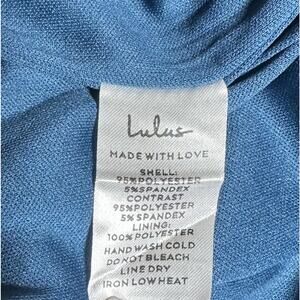 Lulus
MADE WITH LOVE
SHELL:
95%POLYESTER
5%SPANDEX
CONTRAST
95%POLYESTER
5%SPANDEX
LINING:
100%POLYESTER
HAND WASH COLD
DO NOT BLEACH
LINE DRY
IRON LOW HEAT